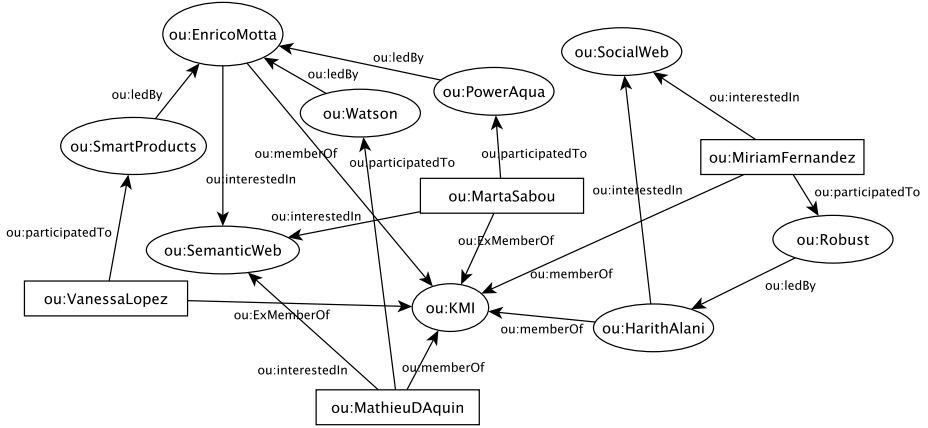 ou:EnricoMotta
ou:SocialWeb
ou:ledBy
ou:ledBy
ou:PowerAqua
ou:ledBy
ou:interestedIn
ou:Watson
ou:SmartProducts
ou:memberOf
ou:participatedTo
ou:participatedTo
ou:MiriamFernandez
ou:interestedIn
ou:MartaSabou
ou:interestedIn
ou:participatedTo
ou:interestedIn
ou:participatedTo
ou:ExMemberOf
ou:Robust
ou:SemanticWeb
ou:memberOf
ou:ledBy
ou:VanessaLopez
ou:KMI
ou:ExMemberOf
ou:memberOf
ou:HarithAlani
ou:interestedIn
ou:memberOf
ou:MathieuDAquin